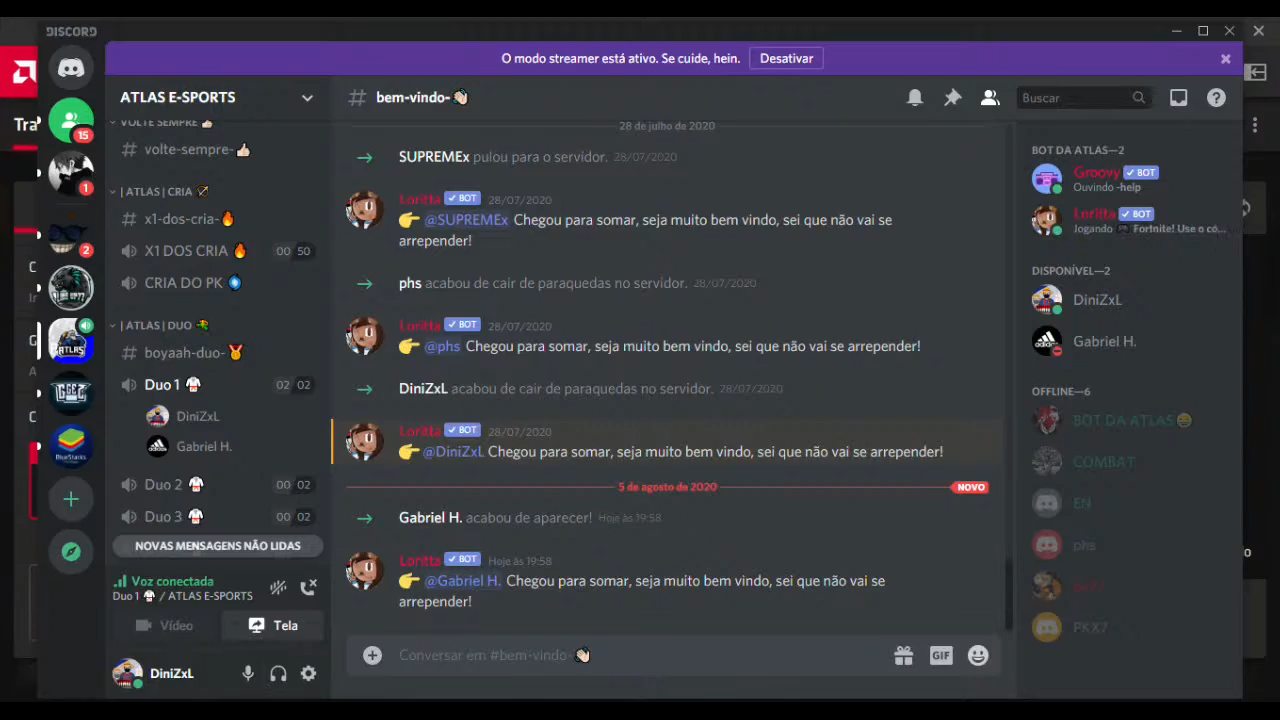 DISCORD
O modo streamer está ativo. Se cuide, hein.
Desativar
Tra
15
1
2
ATLAS
BlueStacks
ATLAS E-SPORTS
VOLTE SEMPRE
volte-sempre-
| ATLAS | CRIA
x1-dos-cria-
X1 DOS CRIA 00 50
CRIA DO PK
| ATLAS | DUO
boyaah-duo-
Duo 1 02 02
DiniZxL
Gabriel H.
Duo 2 00 02
Duo 3 00 02
NOVAS MENSAGENS NÃO LIDAS
Voz conectada
Duo 1 / ATLAS E-SPORTS
Vídeo
Tela
DiniZxL
# bem-vindo-
Buscar
28 de julho de 2020
SUPREMEx pulou para o servidor. 28/07/2020
Loritta BOT 28/07/2020
@SUPREMEx Chegou para somar, seja muito bem vindo, sei que não vai se
arrepender!
phs acabou de cair de paraquedas no servidor. 28/07/2020
Loritta BOT 28/07/2020
@phs Chegou para somar, seja muito bem vindo, sei que não vai se arrepender!
DiniZxL acabou de cair de paraquedas no servidor. 28/07/2020
Loritta BOT 28/07/2020
@DiniZxL Chegou para somar, seja muito bem vindo, sei que não vai se arrepender!
5 de agosto de 2020 NOVO
Gabriel H. acabou de aparecer! Hoje às 19:58
Loritta BOT Hoje às 19:58
@Gabriel H. Chegou para somar, seja muito bem vindo, sei que não vai se
arrepender!
Conversar em #bem-vindo-
GIF
BOT DA ATLAS—2
Groovy BOT
Ouvindo -help
Loritta BOT
Jogando Fortnite! Use o có...
DISPONÍVEL—2
DiniZxL
Gabriel H.
OFFLINE—6
BOT DA ATLAS
COMBAT
EN
phs
PKX7